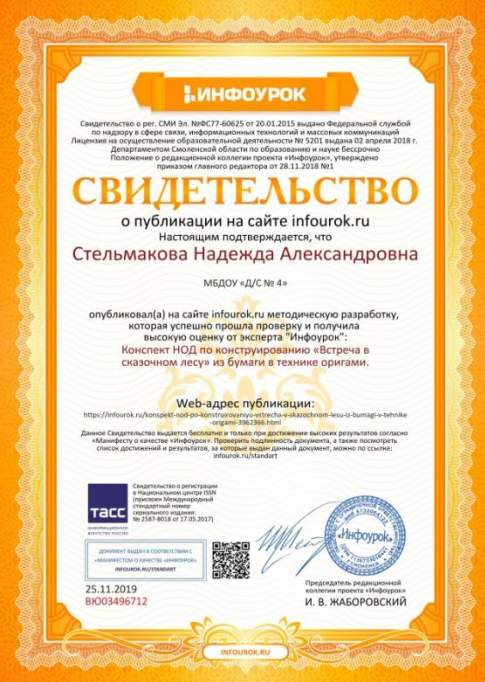 ИНФОУРОК
Свидетельство о рег. СМИ Эл. №ФС77-60625 от 20.01.2015 выдано Федеральной службой
по надзору в сфере связи, информационных технологий и массовых коммуникаций
Лицензия на осуществление образовательной деятельности № 5201 выдана 02 апреля 2018 г.
Департаментом Смоленской области по образованию и науке бессрочно
Положение о редакционной коллегии проекта «Инфоурок», утверждено
приказом главного редактора от 28.11.2018 №1
СВИДЕТЕЛЬСТВО
о публикации на сайте infourok.ru
Настоящим подтверждается, что
Стельмакова Надежда Александровна
МБДОУ «Д/С № 4»
опубликовал(а) на сайте infourok.ru методическую разработку,
которая успешно прошла проверку и получила
высокую оценку от эксперта "Инфоурок":
Конспект НОД по конструированию «Встреча в
сказочном лесу» из бумаги в технике оригами.
Web-адрес публикации:
https://infourok.ru/konspekt-nod-po-konstruirovaniyu-vstrecha-v-skazochnom-lesu-iz-bumagi-v-tehnike
-origami-3962366.html
Данное Свидетельство выдается бесплатно и только при достижении высоких результатов согласно
«Манифесту о качестве «Инфоурок». Проверить подлинность документа, а также посмотреть
список достижений и результатов, за которые выдан данный документ, можно по ссылке:
infourok.ru/standart
ТАСС
ИНФОРМАЦИОННОЕ
АГЕНТСТВО РОССИИ
Свидетельство о регистрации
в Национальном центре ISSN
(присвоен Международный
стандартный номер
сериального издания:
№ 2587-8018 от 17.05.2017)
ДОКУМЕНТ ВЫДАН В СООТВЕТСТВИИ С
«МАНИФЕСТОМ О КАЧЕСТВЕ «ИНФОУРОК»
INFOUROK.RU/STANDART
«Инфоурок»
25.11.2019
ВЮ03496712
Председатель редакционной
коллегии проекта «Инфоурок»
И. В. ЖАБОРОВСКИЙ
INFOUROK.RU